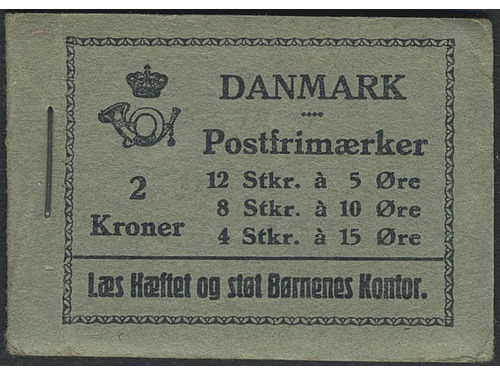 DANMARK
Postfrimærker
2
Kroner
12 Stkr. à 5 Øre
8 Stkr. à 10 Øre
4 Stkr. à 15 Øre
Læs Hæftet og støt Børnenes Kontor.